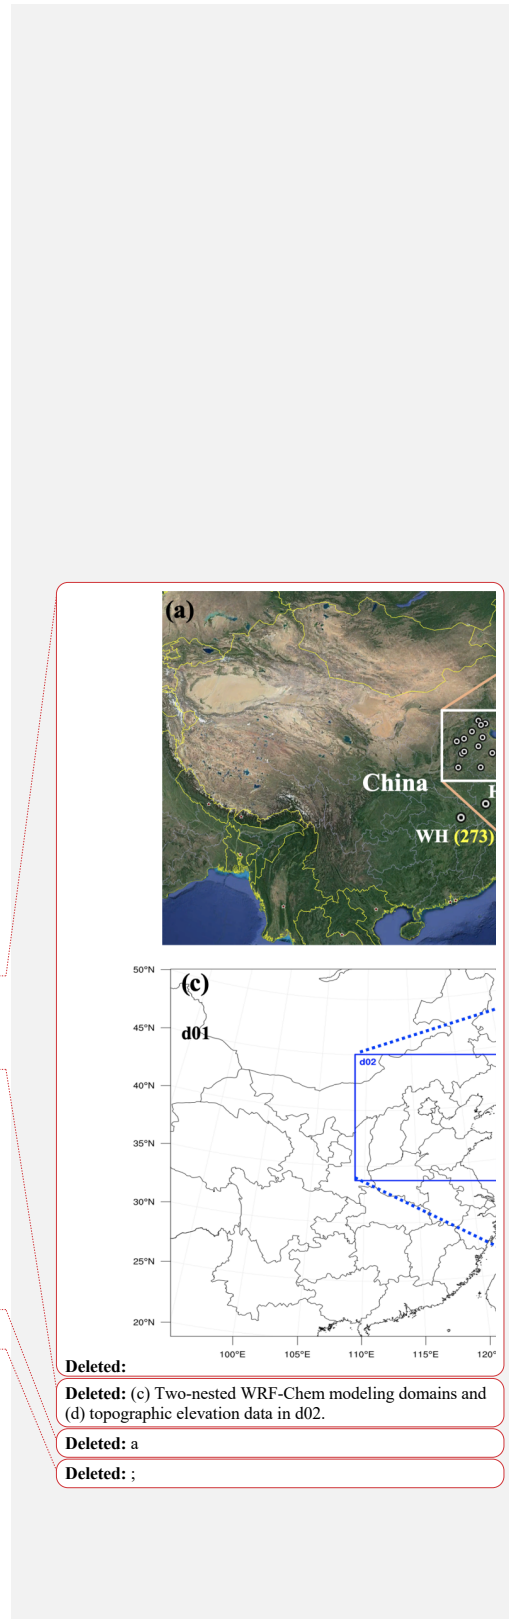 (a)
China
H
WH (273)
50°N
(c)
45°N
d01
d02
40°N
35°N
30°N
25°N
20°N
100°E
105°E
110°E
115°E
120°
Deleted:
Deleted: (c) Two-nested WRF-Chem modeling domains and
(d) topographic elevation data in d02.
Deleted: a
Deleted: ;